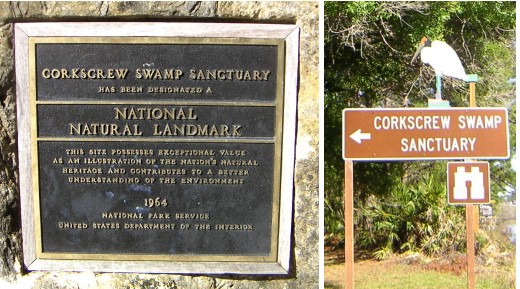 CORKSCREW SWAMP SANCTUARY
HAS BEEN DESIGNATED A
NATIONAL
NATURAL LANDMARK
THIS SITE POSSESSES EXCEPTIONAL VALUE
AS AN ILLUSTRATION OF THE NATION'S NATURAL
HERITAGE AND CONTRIBUTES TO A BETTER
UNDERSTANDING OF THE ENVIRONMENT
1964
NATIONAL PARK SERVICE
UNITED STATES DEPARTMENT OF THE INTERIOR
CORKSCREW SWAMP
SANCTUARY